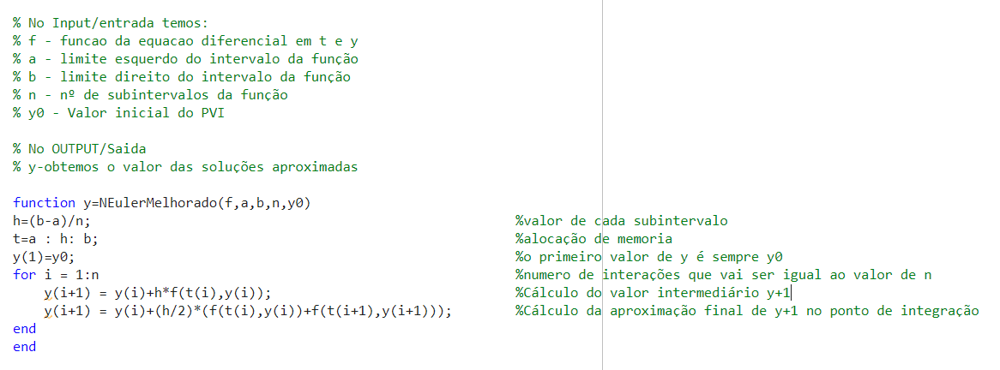 % No Input/entrada temos:
% f - funcao da equacao diferencial em t e y
% a - limite esquerdo do intervalo da função
% b - limite direito do intervalo da função
% n - nº de subintervalos da função
% y0 - Valor inicial do PVI
% No OUTPUT/Saida
% y-obtemos o valor das soluções aproximadas
function y=NEulerMelhorado(f,a,b,n,y0)
h=(b-a)/n; %valor de cada subintervalo
t=a : h: b; %alocação de memoria
y(1)=y0; %o primeiro valor de y é sempre y0
for i = 1:n %numero de interações que vai ser igual ao valor de n
y(i+1) = y(i)+h*f(t(i),y(i)); %Cálculo do valor intermediário y+1
y(i+1) = y(i)+(h/2)*(f(t(i),y(i))+f(t(i+1),y(i+1))); %Cálculo da aproximação final de y+1 no ponto de integração
end
end